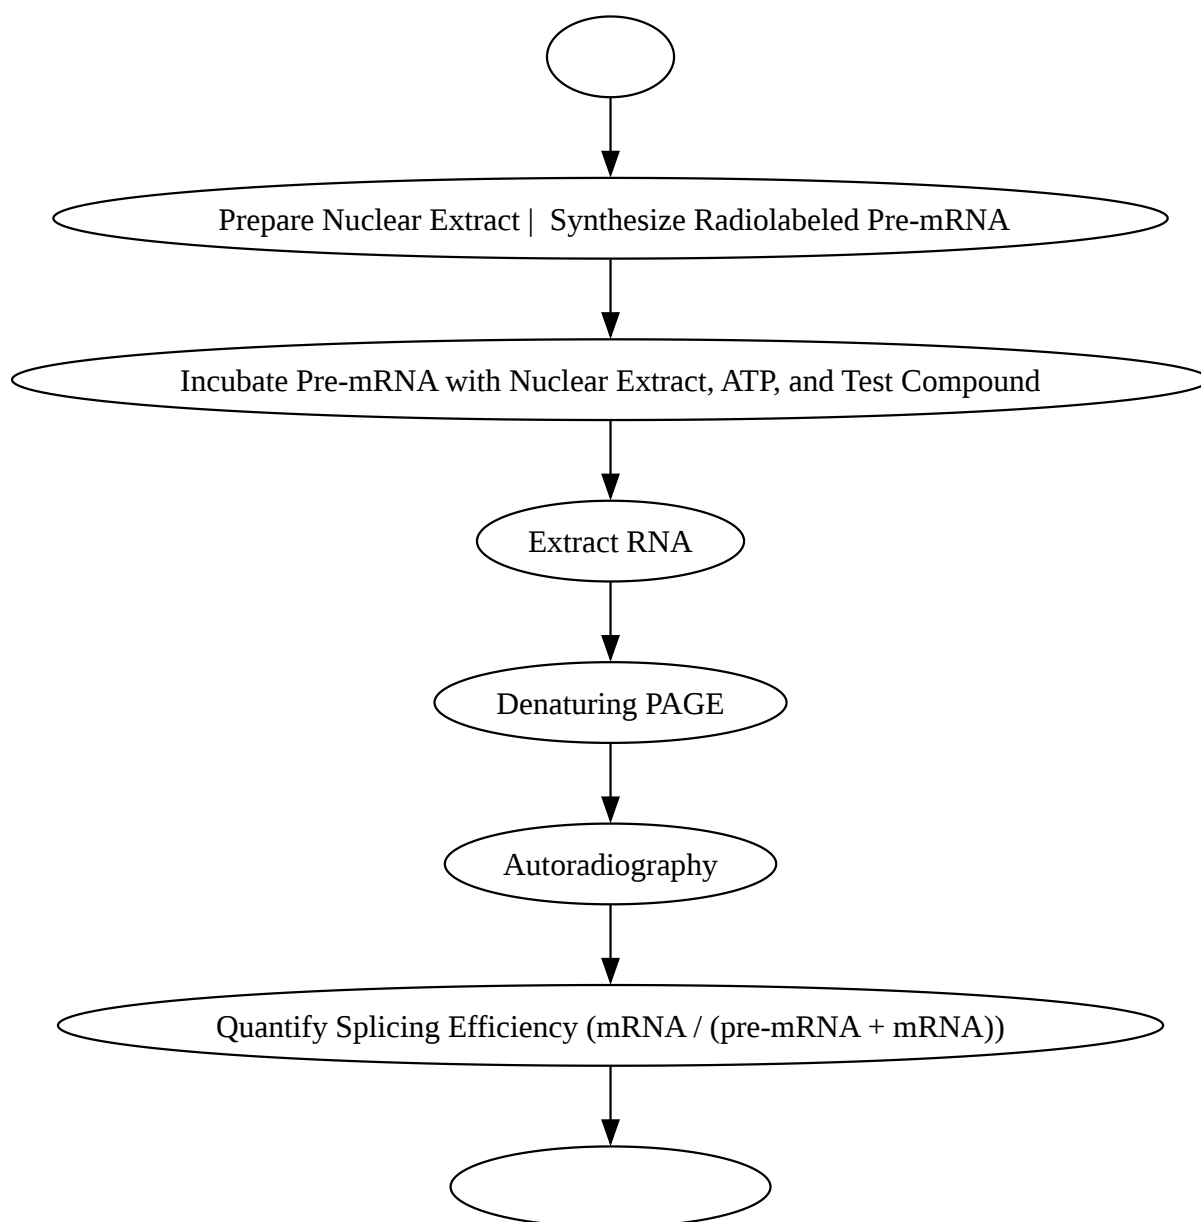 Prepare Nuclear Extract |  Synthesize Radiolabeled Pre-mRNA
Incubate Pre-mRNA with Nuclear Extract, ATP, and Test Compound
Extract RNA
Denaturing PAGE
Autoradiography
Quantify Splicing Efficiency (mRNA / (pre-mRNA + mRNA))